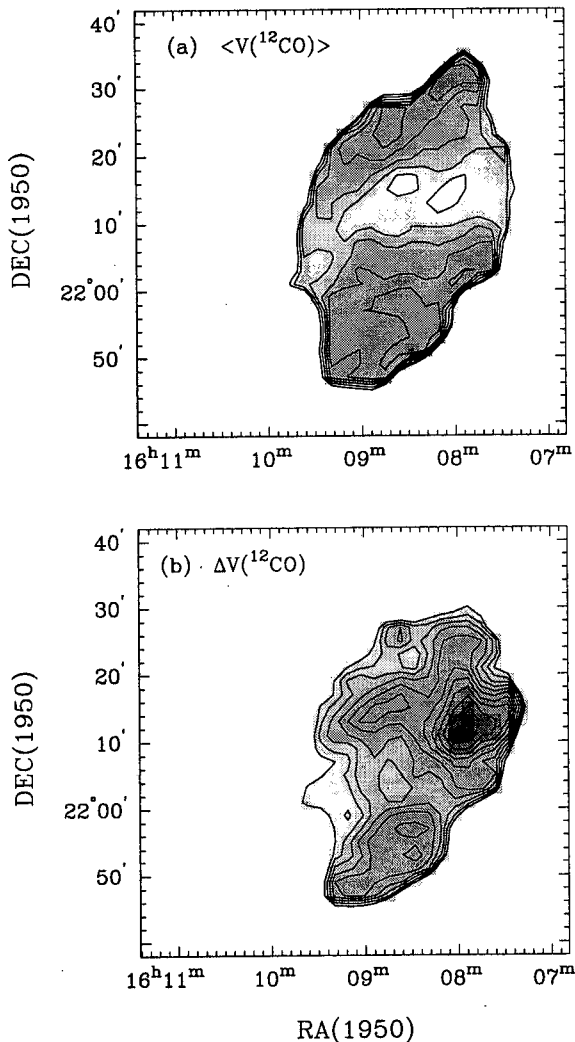 (a) <V(¹²CO)>
40′
30′
20′
10′
22°00′
50′
DEC(1950)
16ʰ11ᵐ 10ᵐ 09ᵐ 08ᵐ 07ᵐ
(b) ΔV(¹²CO)
40′
30′
20′
10′
22°00′
50′
DEC(1950)
16ʰ11ᵐ 10ᵐ 09ᵐ 08ᵐ 07ᵐ
RA(1950)